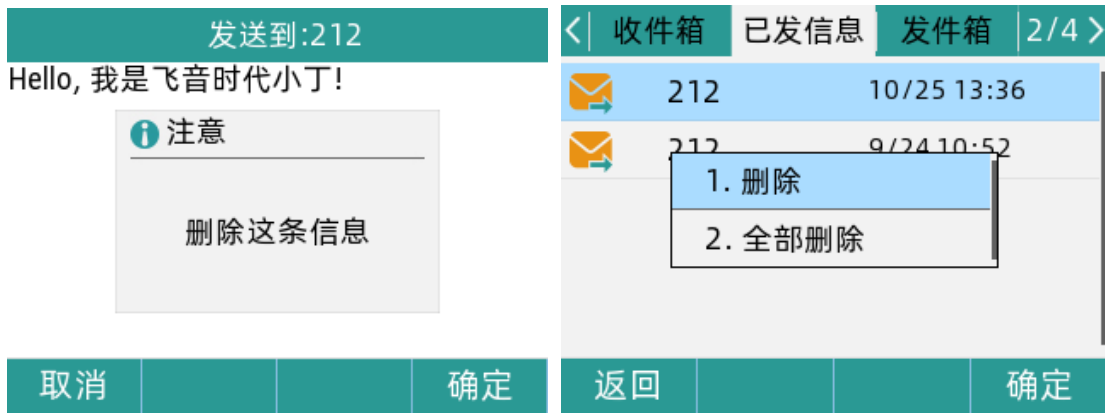 发送到:212
Hello, 我是飞音时代小丁!
注意
删除这条信息
取消 确定
收件箱 已发信息 发件箱 2/4
212 10/25 13:36
212 9/24 10:52
1. 删除
2. 全部删除
返回 确定